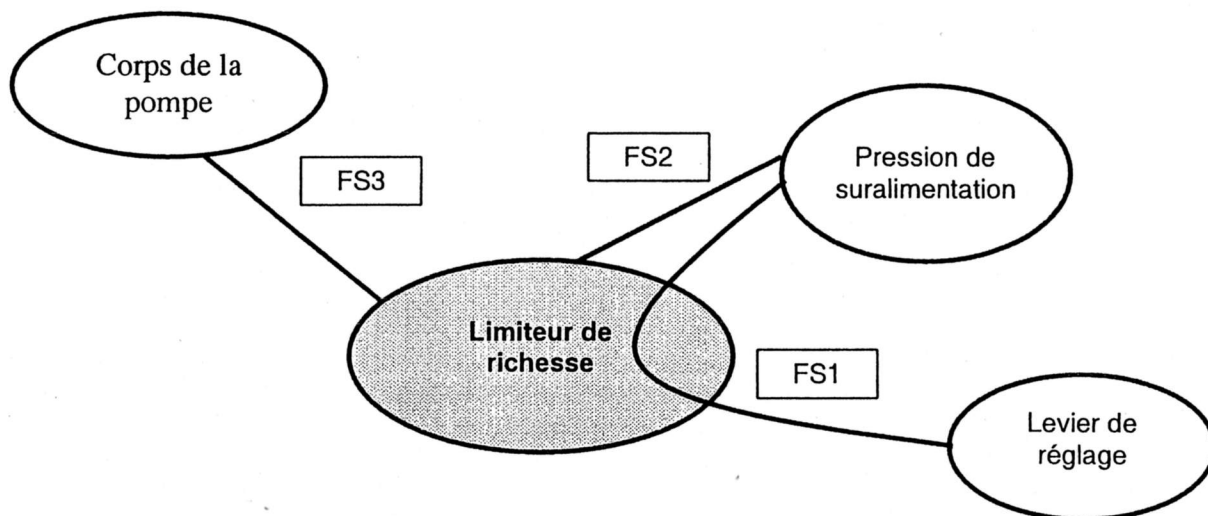 Corps de la
pompe
FS3
FS2
Pression de
suralimentation
Limiteur de
richesse
FS1
Levier de
réglage